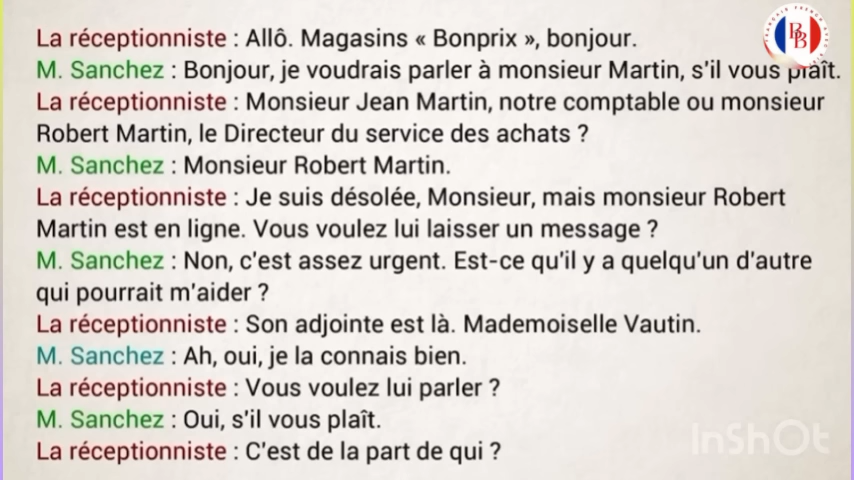 La réceptionniste : Allô. Magasins « Bonprix », bonjour.
M. Sanchez : Bonjour, je voudrais parler à monsieur Martin, s'il vous plaît.
La réceptionniste : Monsieur Jean Martin, notre comptable ou monsieur
Robert Martin, le Directeur du service des achats ?
M. Sanchez : Monsieur Robert Martin.
La réceptionniste : Je suis désolée, Monsieur, mais monsieur Robert
Martin est en ligne. Vous voulez lui laisser un message ?
M. Sanchez : Non, c'est assez urgent. Est-ce qu'il y a quelqu'un d'autre
qui pourrait m'aider ?
La réceptionniste : Son adjointe est là. Mademoiselle Vautin.
M. Sanchez : Ah, oui, je la connais bien.
La réceptionniste : Vous voulez lui parler ?
M. Sanchez : Oui, s'il vous plaît.
La réceptionniste : C'est de la part de qui ?
InShOt